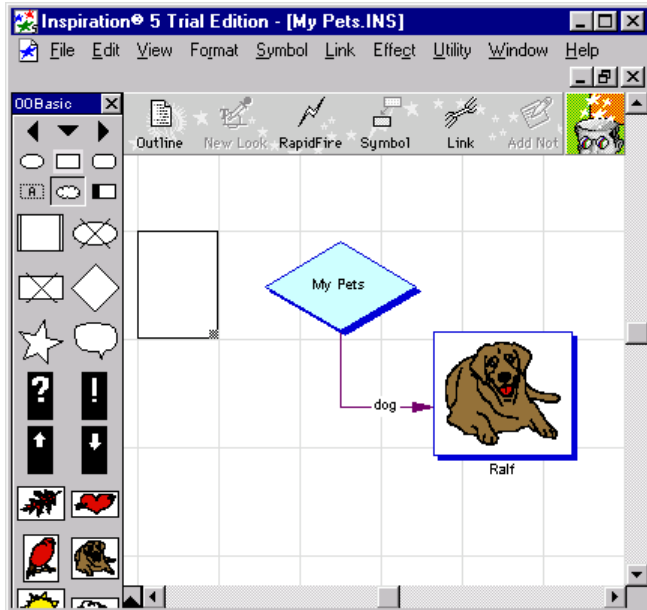 Inspiration® 5 Trial Edition - [My Pets.INS]
File Edit View Format Symbol Link Effect Utility Window Help
00Basic
Outline New Look RapidFire Symbol Link Add Not
A
My Pets
? !
dog
Ralf